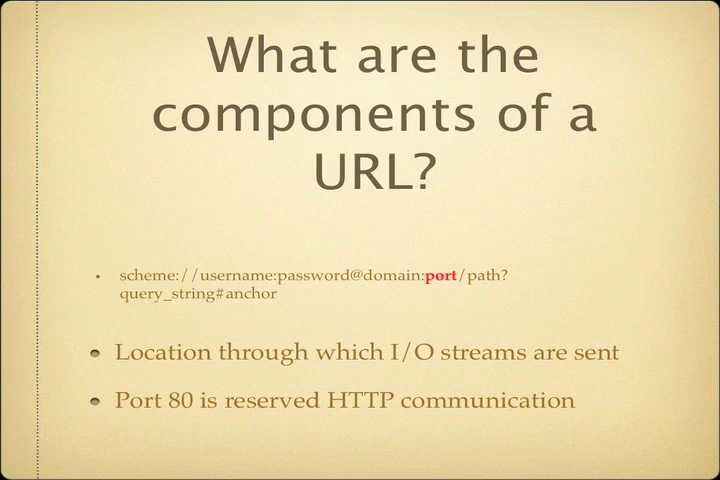 What are the
components of a
URL?
scheme://username:password@domain:port/path?
query_string#anchor
Location through which I/O streams are sent
Port 80 is reserved HTTP communication